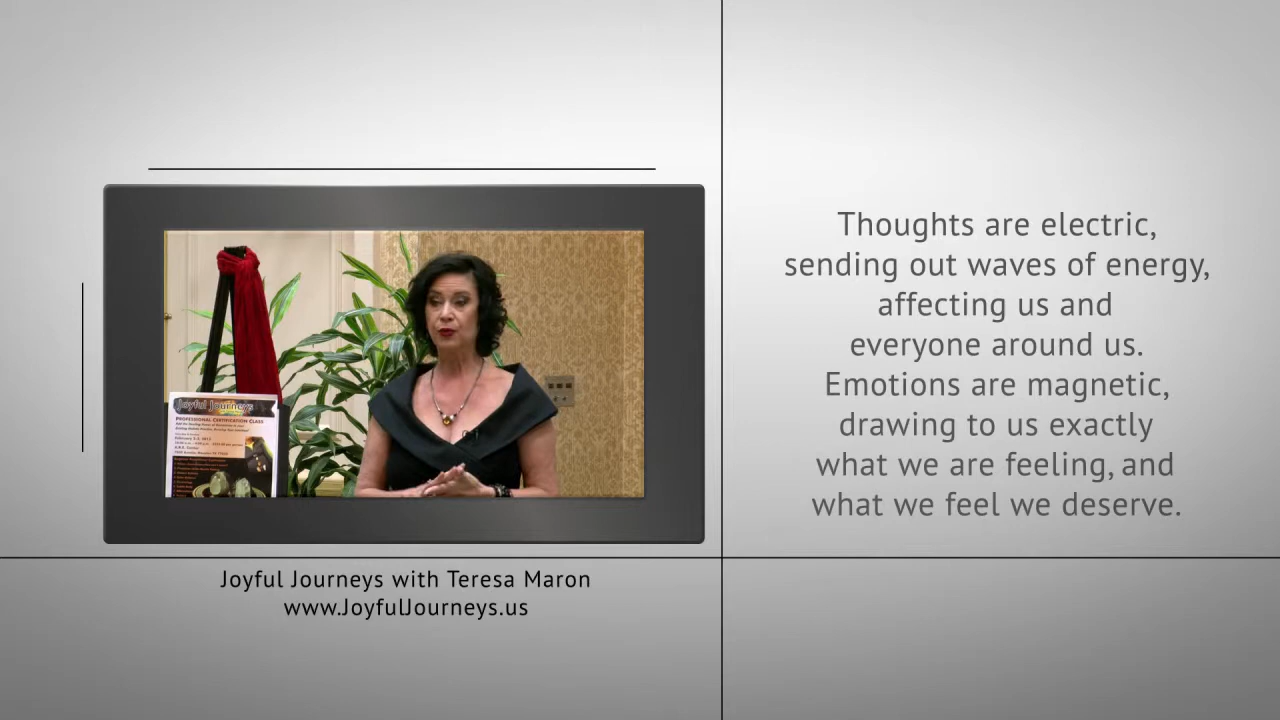 Joyful Journeys
PROFESSIONAL CERTIFICATION CLASS
Joyful Journeys with Teresa Maron
www.JoyfulJourneys.us
Thoughts are electric,
sending out waves of energy,
affecting us and
everyone around us.
Emotions are magnetic,
drawing to us exactly
what we are feeling, and
what we feel we deserve.